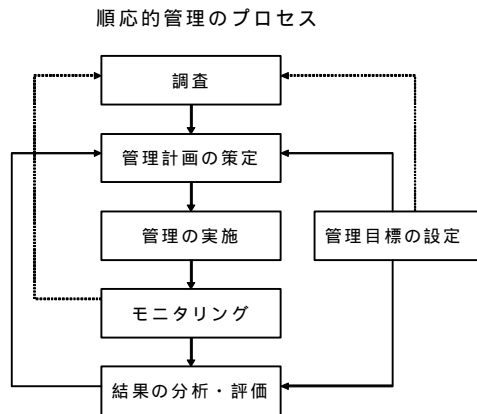 順応的管理のプロセス
調査
管理計画の策定
管理の実施
管理目標の設定
モニタリング
結果の分析・評価